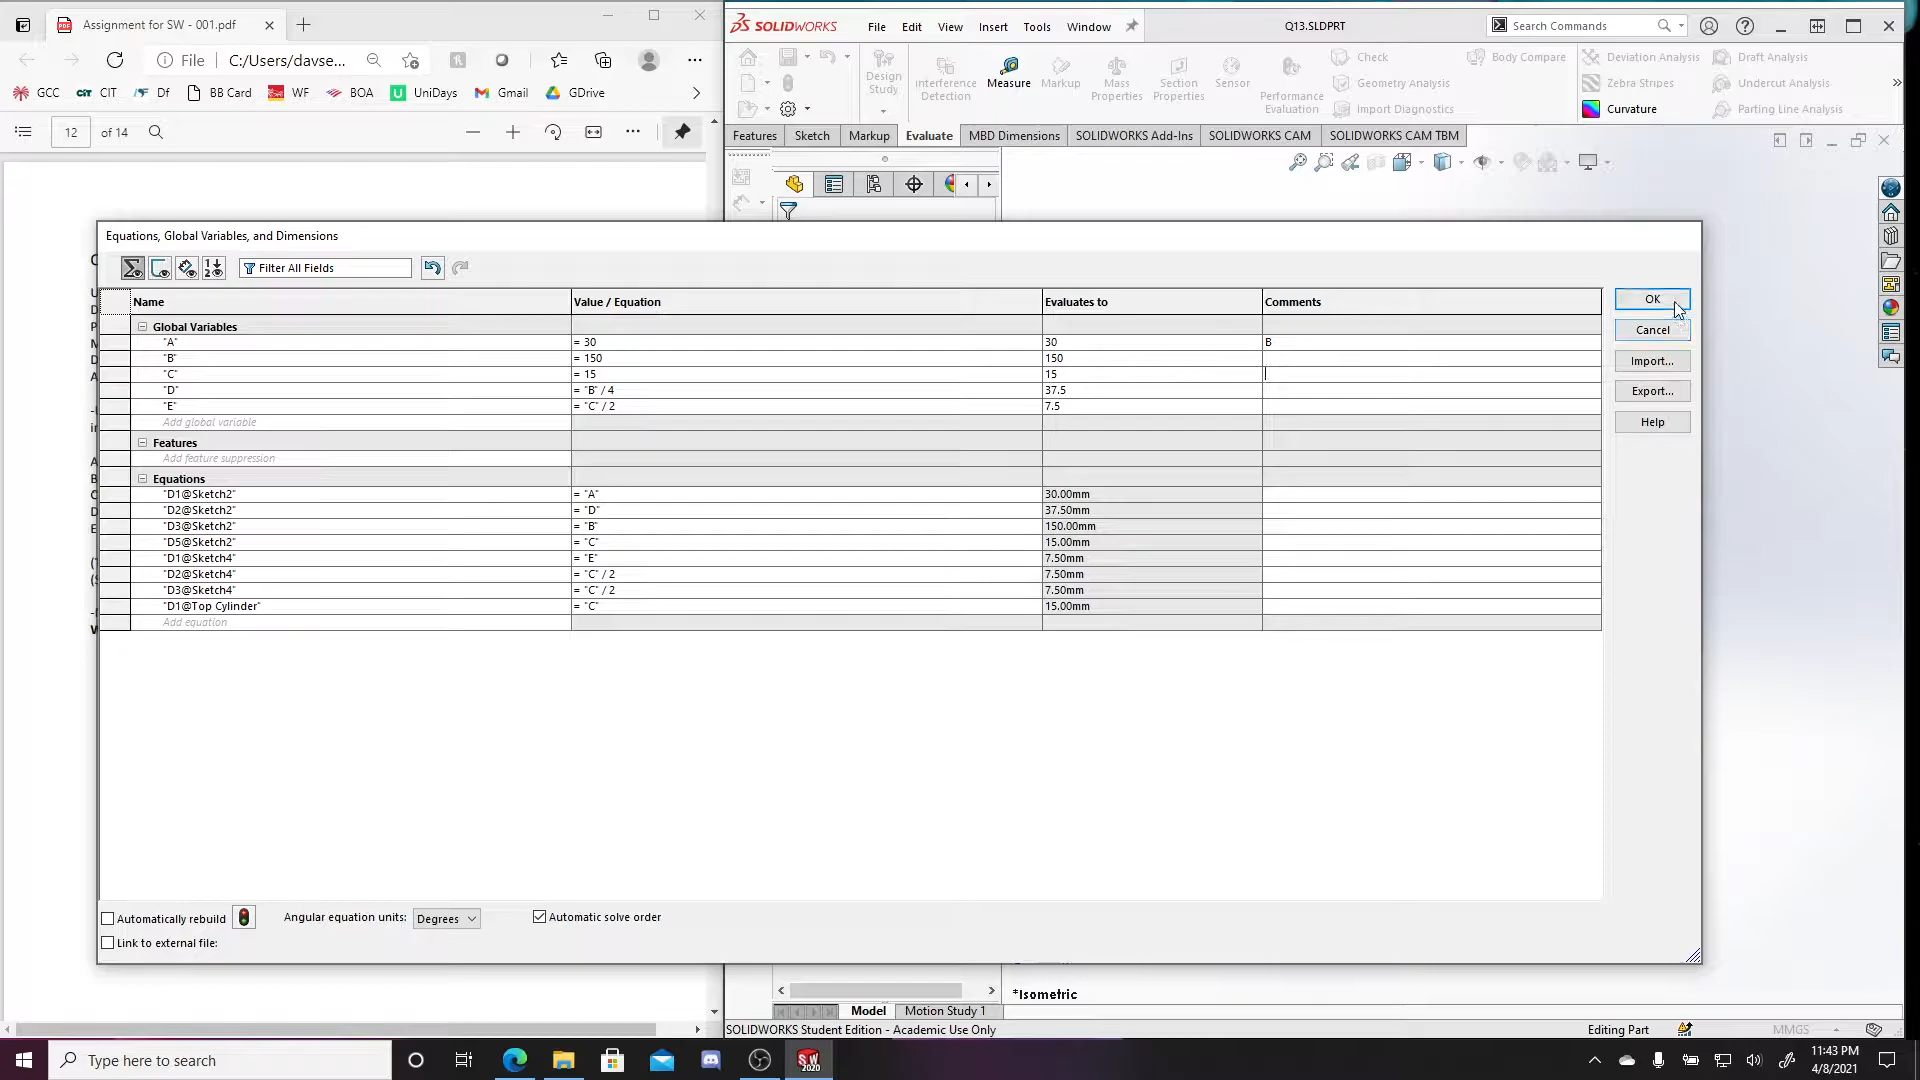 Assignment for SW - 001.pdf
File C:/Users/davse...
GCC CIT Df BB Card WF BOA UniDays Gmail GDrive
12 of 14
SOLIDWORKS File Edit View Insert Tools Window Q13.SLDPRT Search Commands
Design Study
Interference Detection
Measure
Markup
Mass Properties
Section Properties
Sensor
Performance Evaluation
Check
Geometry Analysis
Import Diagnostics
Body Compare
Deviation Analysis
Zebra Stripes
Curvature
Draft Analysis
Undercut Analysis
Parting Line Analysis
Features Sketch Markup Evaluate MBD Dimensions SOLIDWORKS Add-Ins SOLIDWORKS CAM SOLIDWORKS CAM TBM
Equations, Global Variables, and Dimensions
Filter All Fields
Name Value / Equation Evaluates to Comments
Global Variables
"A" = 30 30 B
"B" = 150 150
"C" = 15 15
"D" = "B" / 4 37.5
"E" = "C" / 2 7.5
Add global variable
Features
Add feature suppression
Equations
"D1@Sketch2" = "A" 30.00mm
"D2@Sketch2" = "D" 37.50mm
"D3@Sketch2" = "B" 150.00mm
"D5@Sketch2" = "C" 15.00mm
"D1@Sketch4" = "E" 7.50mm
"D2@Sketch4" = "C" / 2 7.50mm
"D3@Sketch4" = "C" / 2 7.50mm
"D1@Top Cylinder" = "C" 15.00mm
Add equation
OK
Cancel
Import...
Export...
Help
Automatically rebuild Angular equation units: Degrees Automatic solve order
Link to external file:
*Isometric
Model Motion Study 1
SOLIDWORKS Student Edition - Academic Use Only Editing Part MMGS
Type here to search
SW 2020
11:43 PM
4/8/2021